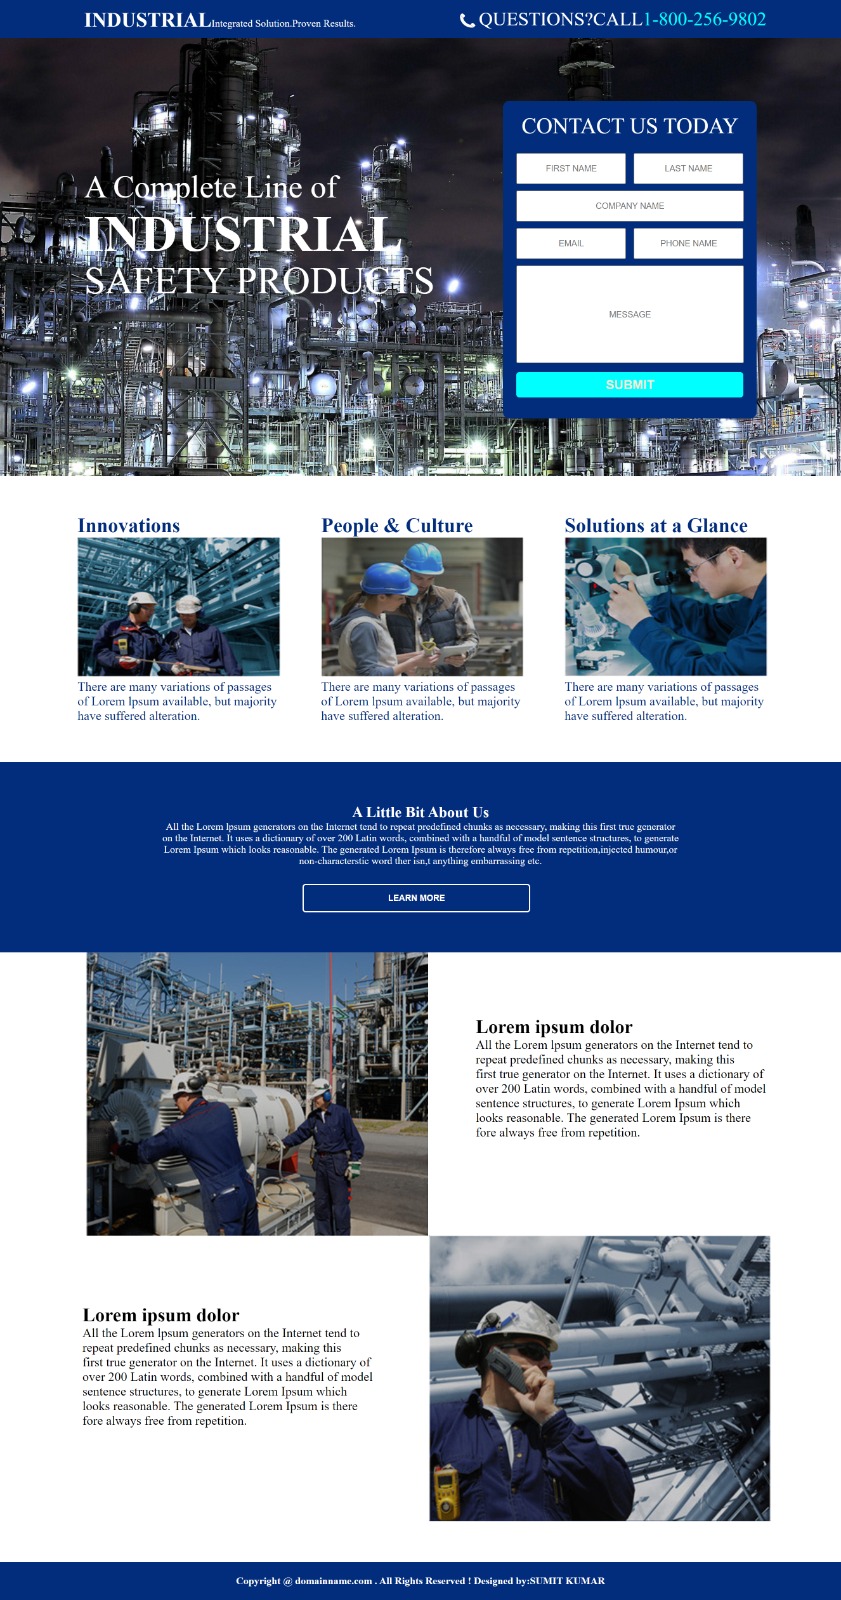 INDUSTRIALIntegrated Solution.Proven Results.
QUESTIONS?CALL1-800-256-9802
A Complete Line of
INDUSTRIAL
SAFETY PRODUCTS
CONTACT US TODAY
FIRST NAME
LAST NAME
COMPANY NAME
EMAIL
PHONE NAME
MESSAGE
SUBMIT
Innovations
There are many variations of passages
of Lorem lpsum available, but majority
have suffered alteration.
People & Culture
There are many variations of passages
of Lorem lpsum available, but majority
have suffered alteration.
Solutions at a Glance
There are many variations of passages
of Lorem lpsum available, but majority
have suffered alteration.
A Little Bit About Us
All the Lorem lpsum generators on the Internet tend to repeat predefined chunks as necessary, making this first true generator
on the Internet. It uses a dictionary of over 200 Latin words, combined with a handful of model sentence structures, to generate
Lorem Ipsum which looks reasonable. The generated Lorem Ipsum is therefore always free from repetition,injected humour,or
non-characterstic word ther isn,t anything embarrassing etc.
LEARN MORE
Lorem ipsum dolor
All the Lorem lpsum generators on the Internet tend to
repeat predefined chunks as necessary, making this
first true generator on the Internet. It uses a dictionary of
over 200 Latin words, combined with a handful of model
sentence structures, to generate Lorem Ipsum which
looks reasonable. The generated Lorem Ipsum is there
fore always free from repetition.
Lorem ipsum dolor
All the Lorem lpsum generators on the Internet tend to
repeat predefined chunks as necessary, making this
first true generator on the Internet. It uses a dictionary of
over 200 Latin words, combined with a handful of model
sentence structures, to generate Lorem Ipsum which
looks reasonable. The generated Lorem Ipsum is there
fore always free from repetition.
Copyright @ domainname.com . All Rights Reserved ! Designed by:SUMIT KUMAR